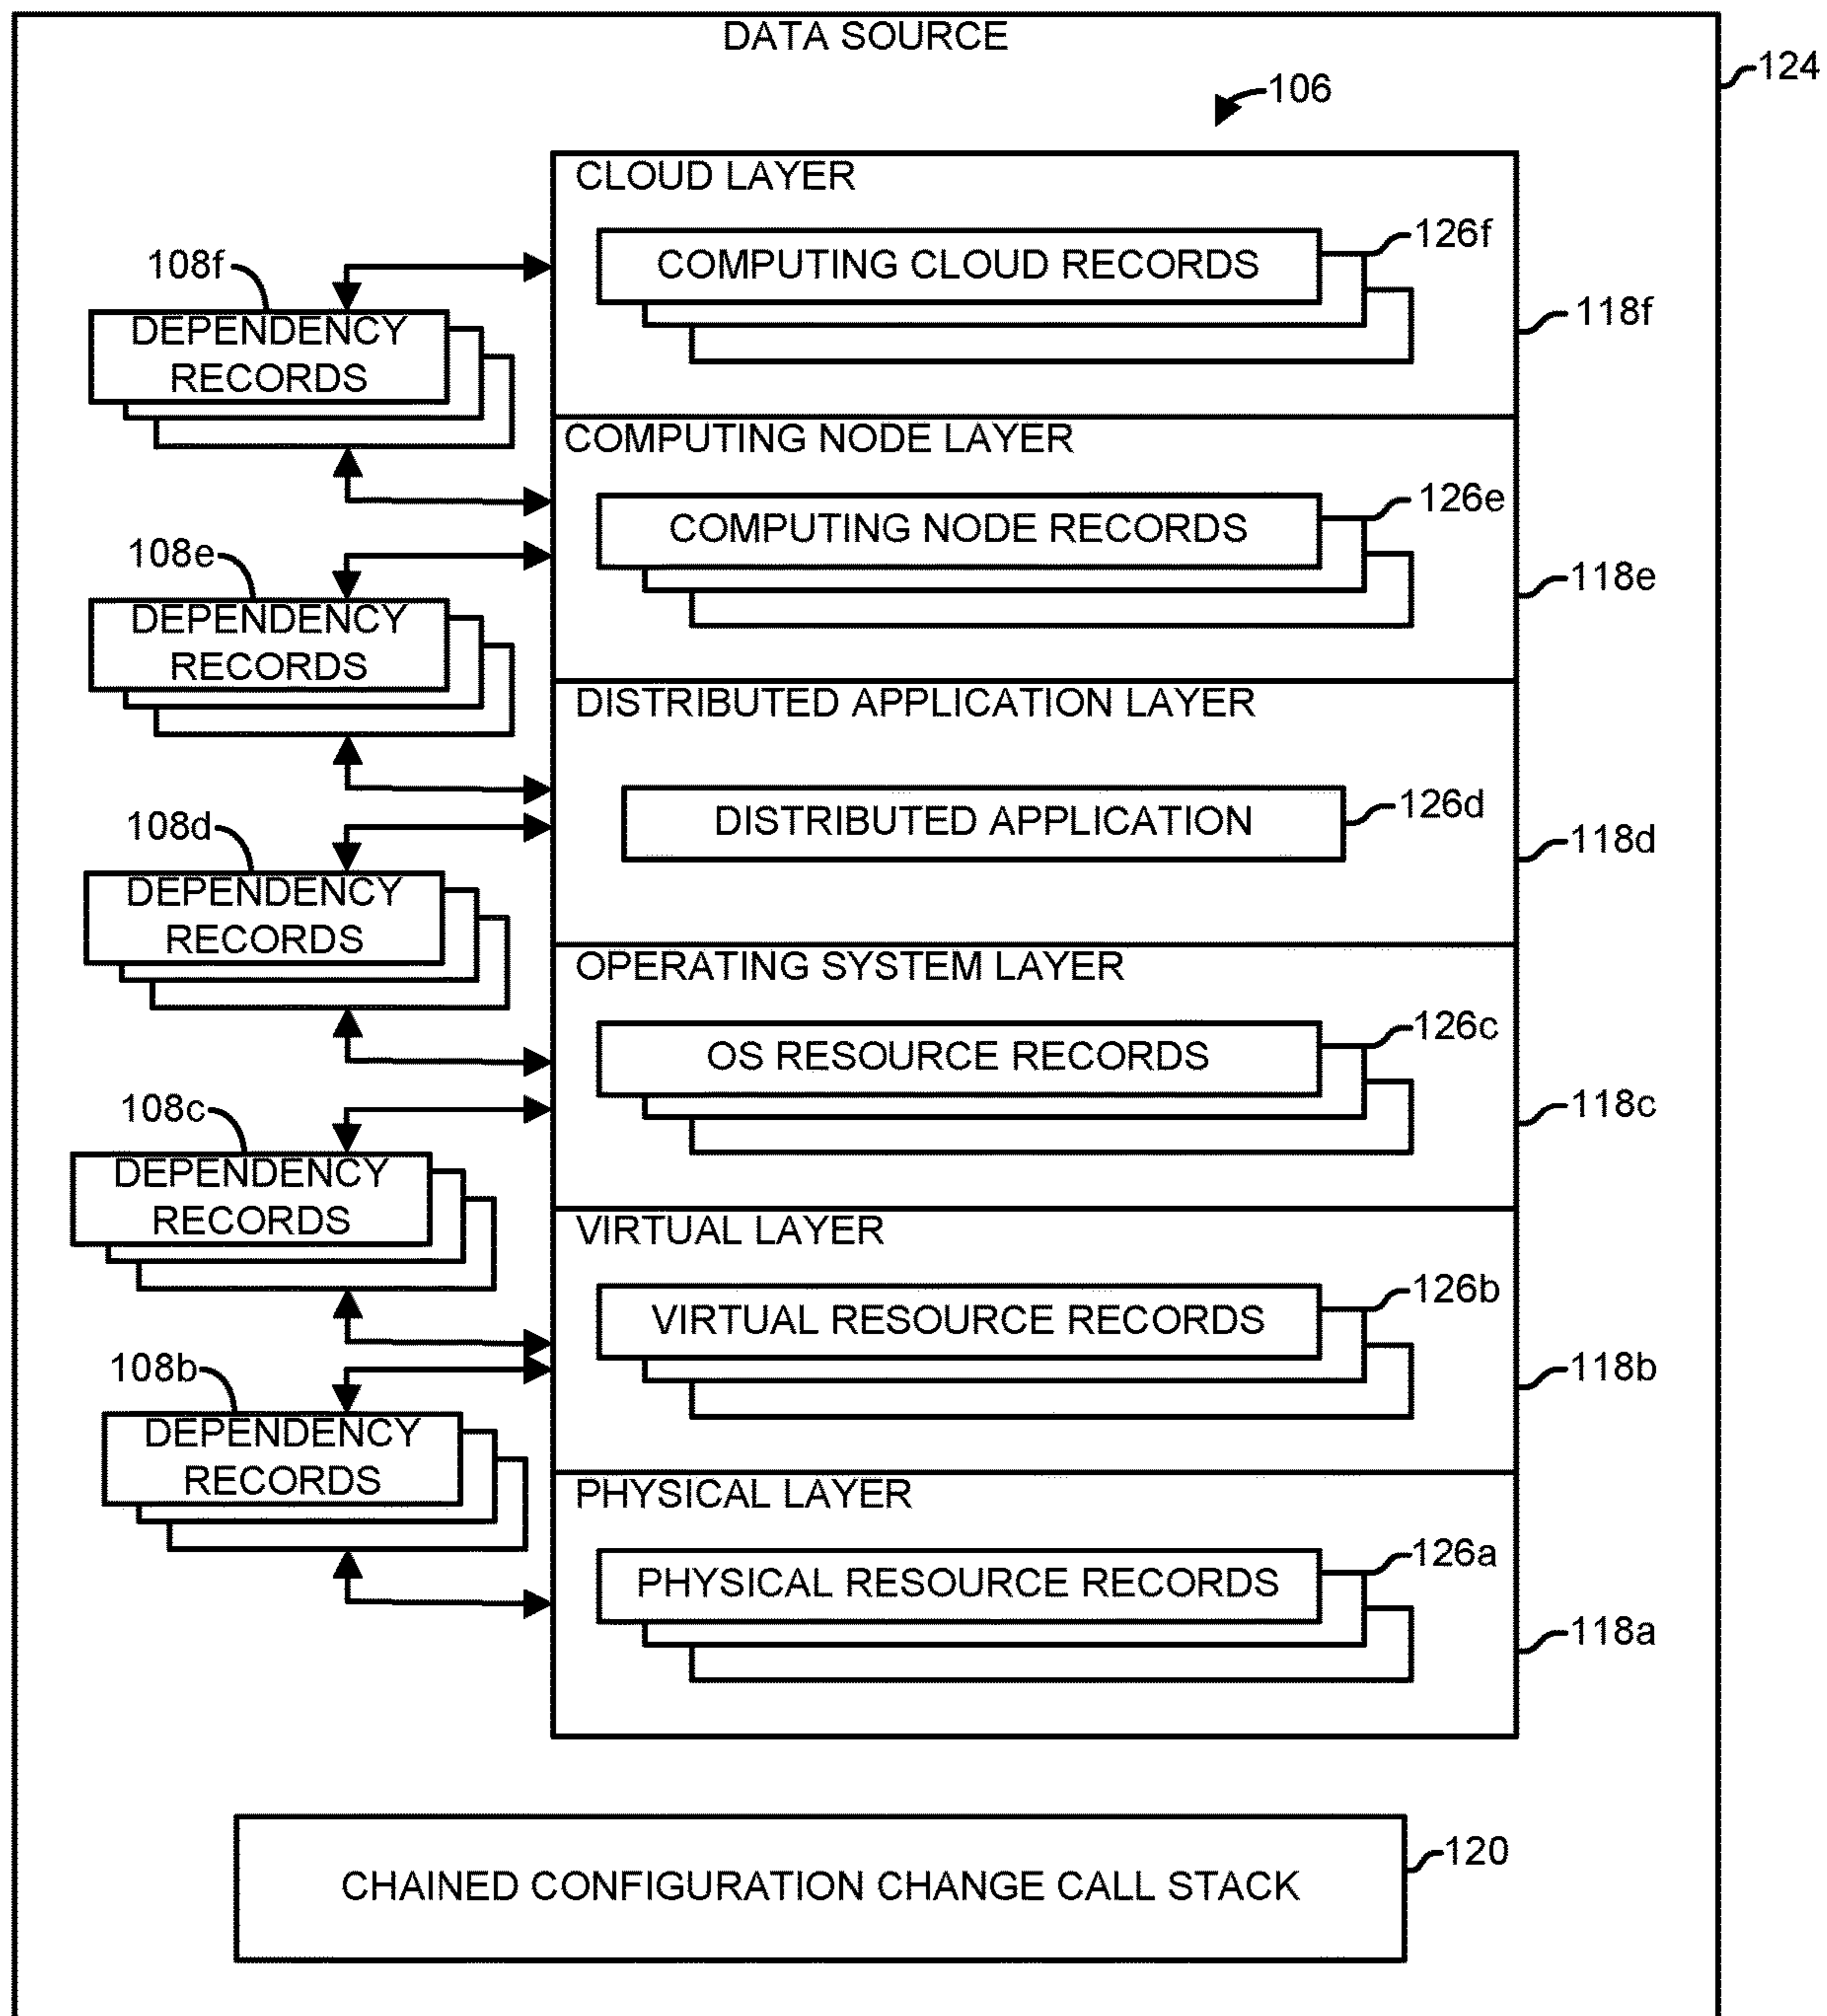 DATA SOURCE
124
106
CLOUD LAYER
126f
COMPUTING CLOUD RECORDS
108f
118f
DEPENDENCY
RECORDS
COMPUTING NODE LAYER
126e
COMPUTING NODE RECORDS
108e
118e
DEPENDENCY
RECORDS
DISTRIBUTED APPLICATION LAYER
126d
DISTRIBUTED APPLICATION
108d
118d
DEPENDENCY
RECORDS
OPERATING SYSTEM LAYER
126c
OS RESOURCE RECORDS
108c
118c
DEPENDENCY
RECORDS
VIRTUAL LAYER
126b
VIRTUAL RESOURCE RECORDS
108b
118b
DEPENDENCY
RECORDS
PHYSICAL LAYER
126a
PHYSICAL RESOURCE RECORDS
118a
120
CHAINED CONFIGURATION CHANGE CALL STACK